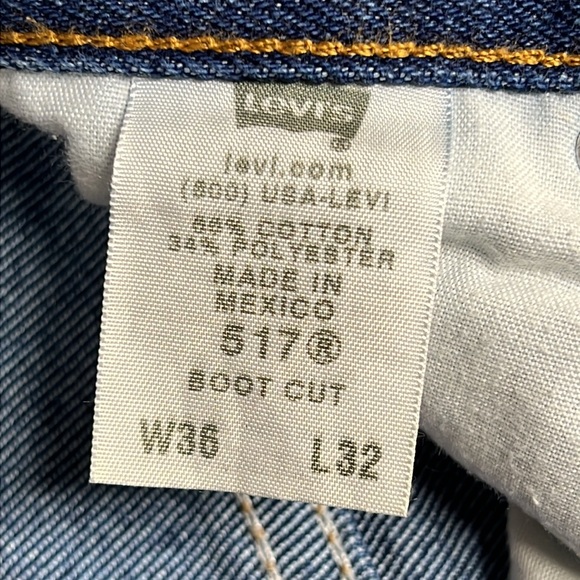 LEVI'S
levi.com
(800) USA-LEVI
66% COTTON
34% POLYESTER
MADE IN
MEXICO
517®
BOOT CUT
W36 L32